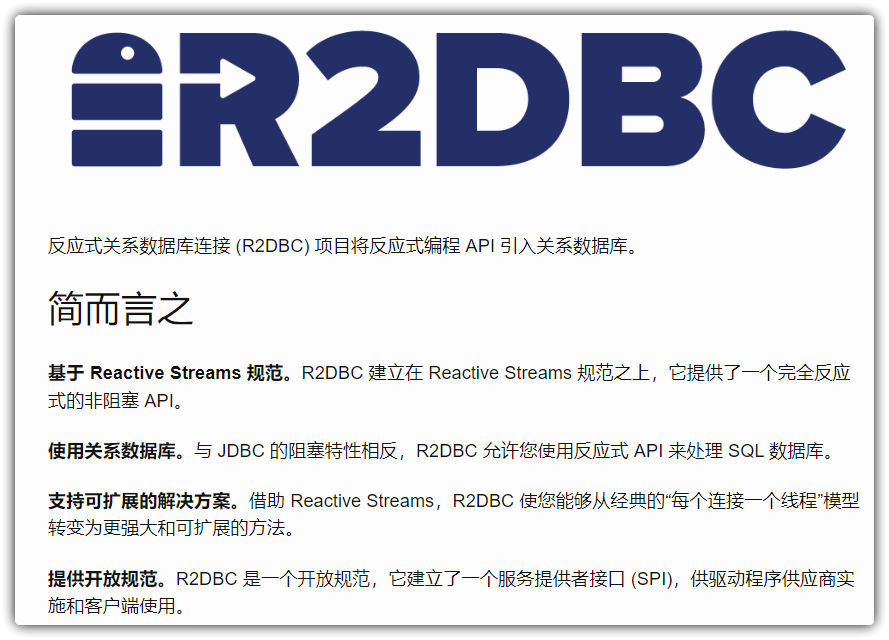 R2DBC
反应式关系数据库连接 (R2DBC) 项目将反应式编程 API 引入关系数据库。
简而言之
基于 Reactive Streams 规范。R2DBC 建立在 Reactive Streams 规范之上，它提供了一个完全反应
式的非阻塞 API。
使用关系数据库。与 JDBC 的阻塞特性相反，R2DBC 允许您使用反应式 API 来处理 SQL 数据库。
支持可扩展的解决方案。借助 Reactive Streams，R2DBC 使您能够从经典的“每个连接一个线程”模型
转变为更强大和可扩展的方法。
提供开放规范。R2DBC 是一个开放规范，它建立了一个服务提供者接口 (SPI)，供驱动程序供应商实
施和客户端使用。